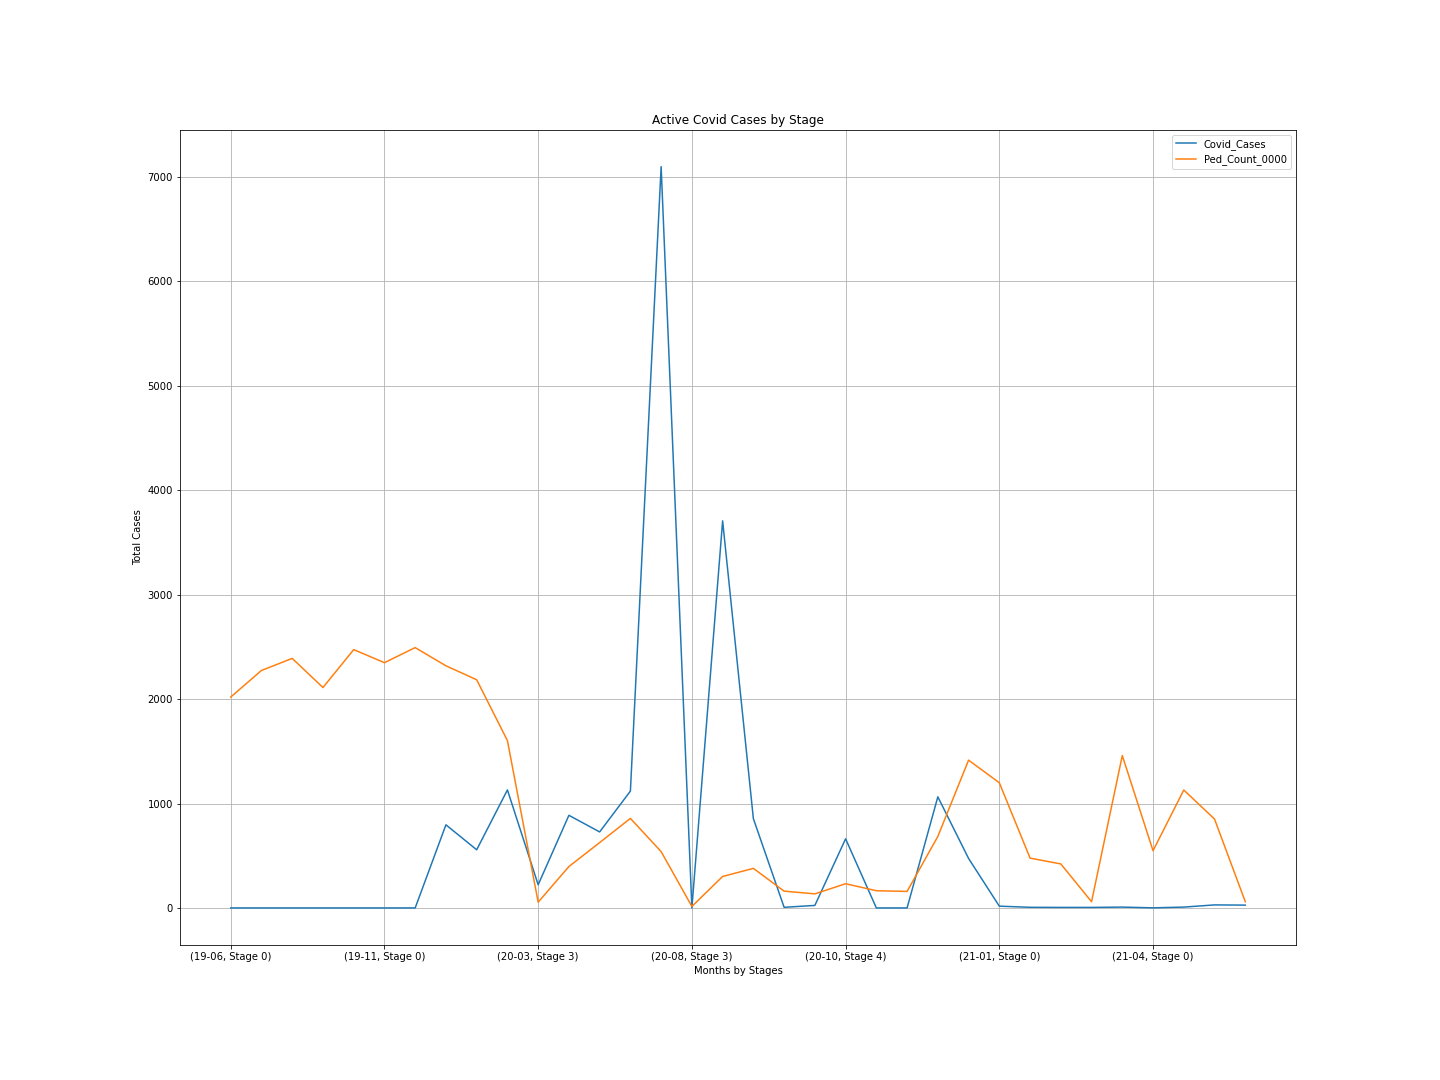 Active Covid Cases by Stage
Covid_Cases
Ped_Count_0000
7000
6000
5000
4000
3000
2000
1000
0
Total Cases
(19-06, Stage 0)
(19-11, Stage 0)
(20-03, Stage 3)
(20-08, Stage 3)
(20-10, Stage 4)
(21-01, Stage 0)
(21-04, Stage 0)
Months by Stages